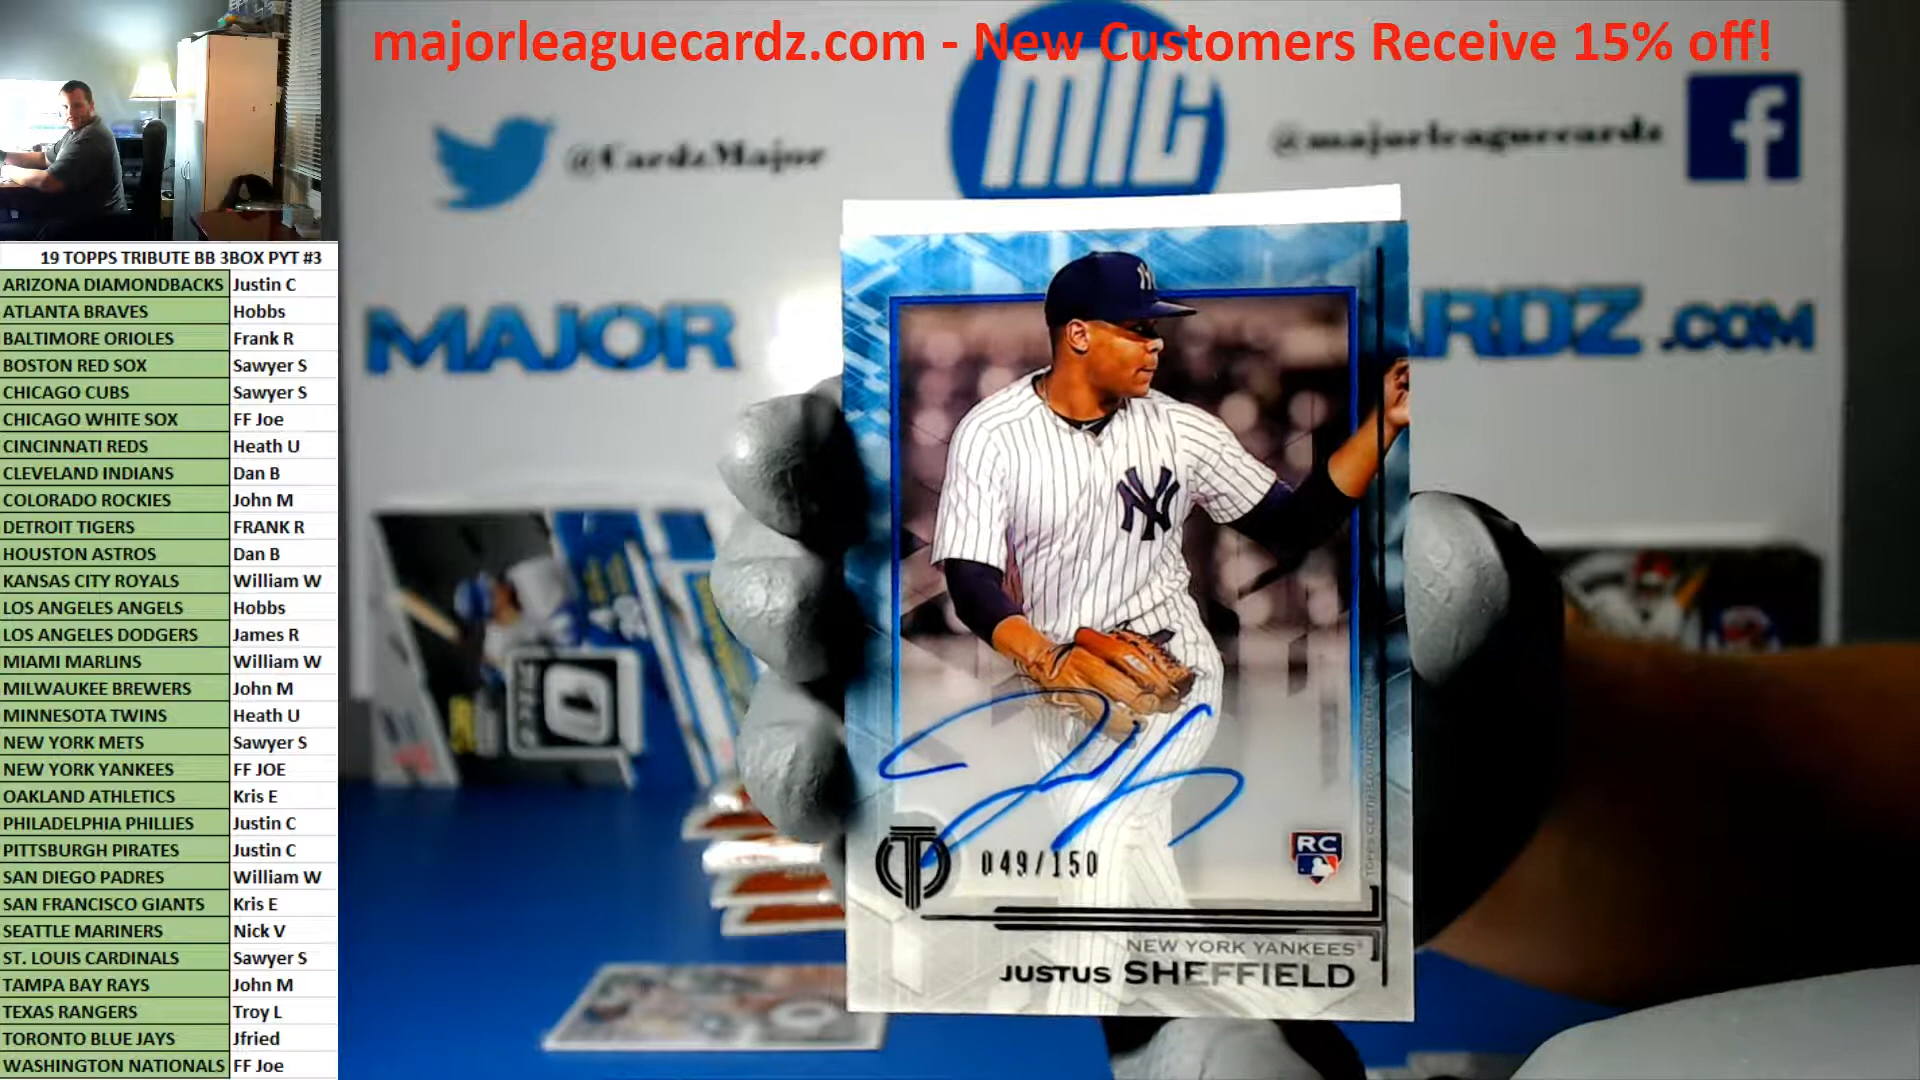 majorleaguecardz.com - New Customers Receive 15% off!
MLC
@CardzMajor
@majorleaguecardz
f
MAJOR
ARDZ .COM
19 TOPPS TRIBUTE BB 3BOX PYT #3
ARIZONA DIAMONDBACKS Justin C
ATLANTA BRAVES Hobbs
BALTIMORE ORIOLES Frank R
BOSTON RED SOX Sawyer S
CHICAGO CUBS Sawyer S
CHICAGO WHITE SOX FF Joe
CINCINNATI REDS Heath U
CLEVELAND INDIANS Dan B
COLORADO ROCKIES John M
DETROIT TIGERS FRANK R
HOUSTON ASTROS Dan B
KANSAS CITY ROYALS William W
LOS ANGELES ANGELS Hobbs
LOS ANGELES DODGERS James R
MIAMI MARLINS William W
MILWAUKEE BREWERS John M
MINNESOTA TWINS Heath U
NEW YORK METS Sawyer S
NEW YORK YANKEES FF JOE
OAKLAND ATHLETICS Kris E
PHILADELPHIA PHILLIES Justin C
PITTSBURGH PIRATES Justin C
SAN DIEGO PADRES William W
SAN FRANCISCO GIANTS Kris E
SEATTLE MARINERS Nick V
ST. LOUIS CARDINALS Sawyer S
TAMPA BAY RAYS John M
TEXAS RANGERS Troy L
TORONTO BLUE JAYS Jfried
WASHINGTON NATIONALS FF Joe
NY
049/150
RC
NEW YORK YANKEES®
JUSTUS SHEFFIELD